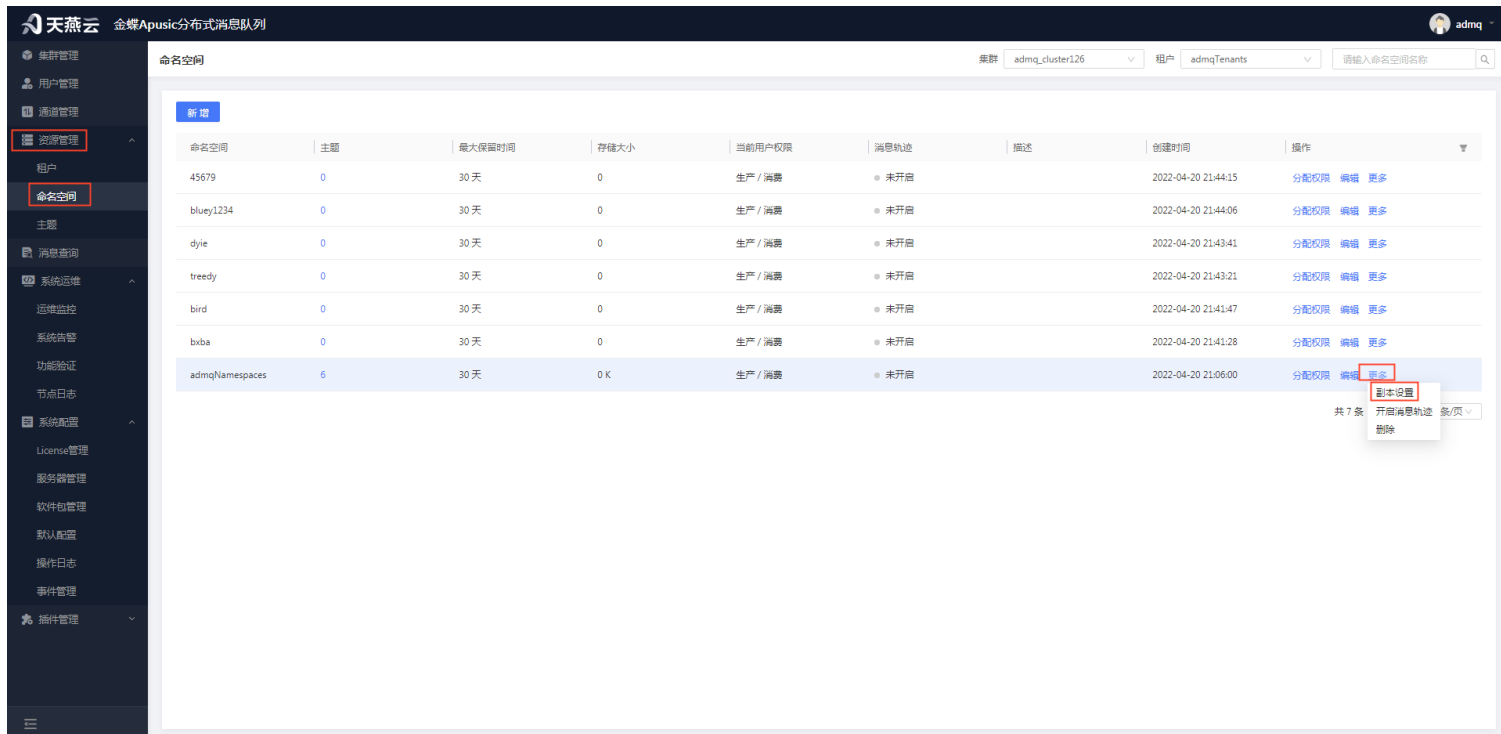 天燕云 金蝶Apusic分布式消息队列
admq
集群管理
用户管理
通道管理
资源管理
租户
命名空间
主题
消息查询
系统运维
运维监控
系统告警
功能验证
节点日志
系统配置
License管理
服务器管理
软件包管理
默认配置
操作日志
事件管理
插件管理
命名空间 集群 admq_cluster126 租户 admqTenants 请输入命名空间名称
新增
命名空间 主题 最大保留时间 存储大小 当前用户权限 消息轨迹 描述 创建时间 操作
45679 0 30 天 0 生产 / 消费 未开启 2022-04-20 21:44:15 分配权限 编辑 更多
bluey1234 0 30 天 0 生产 / 消费 未开启 2022-04-20 21:44:06 分配权限 编辑 更多
dyie 0 30 天 0 生产 / 消费 未开启 2022-04-20 21:43:41 分配权限 编辑 更多
treedy 0 30 天 0 生产 / 消费 未开启 2022-04-20 21:43:21 分配权限 编辑 更多
bird 0 30 天 0 生产 / 消费 未开启 2022-04-20 21:41:47 分配权限 编辑 更多
bxba 0 30 天 0 生产 / 消费 未开启 2022-04-20 21:41:28 分配权限 编辑 更多
admqNamespaces 6 30 天 0 K 生产 / 消费 未开启 2022-04-20 21:06:00 分配权限 编辑 更多
副本设置
共 7 条 开启消息轨迹 条/页
删除